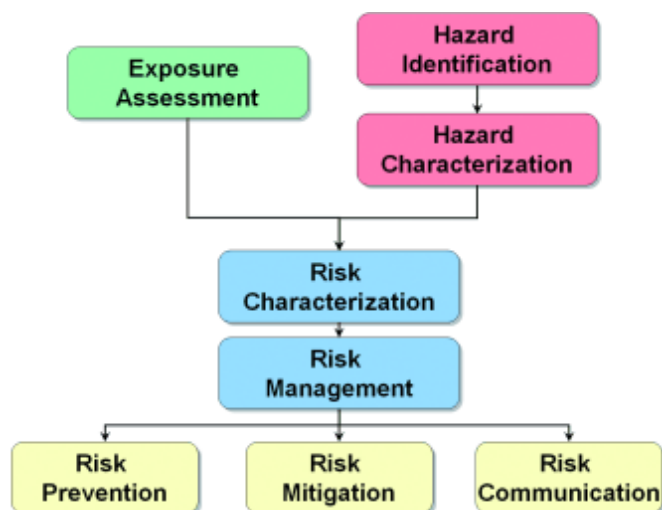 Exposure
Assessment
Hazard
Identification
Hazard
Characterization
Risk
Characterization
Risk
Management
Risk
Prevention
Risk
Mitigation
Risk
Communication